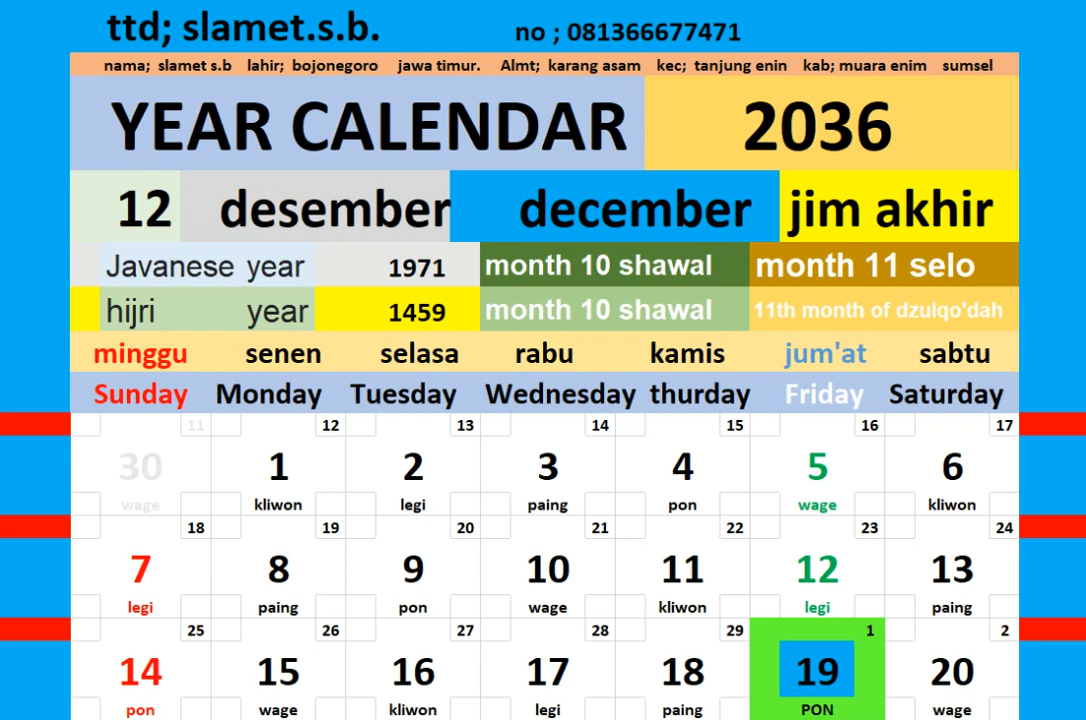 ttd; slamet.s.b. no ; 081366677471
nama; slamet s.b lahir; bojonegoro jawa timur. Almt; karang asam kec; tanjung enin kab; muara enim sumsel
YEAR CALENDAR 2036
12 desember december jim akhir
Javanese year 1971 month 10 shawal month 11 selo
hijri year 1459 month 10 shawal 11th month of dzulqo'dah
minggu senen selasa rabu kamis jum'at sabtu
Sunday Monday Tuesday Wednesday thurday Friday Saturday
11 12 13 14 15 16 17
30 1 2 3 4 5 6
wage kliwon legi paing pon wage kliwon
18 19 20 21 22 23 24
7 8 9 10 11 12 13
legi paing pon wage kliwon legi paing
25 26 27 28 29 1 2
14 15 16 17 18 19 20
pon wage kliwon legi paing PON wage